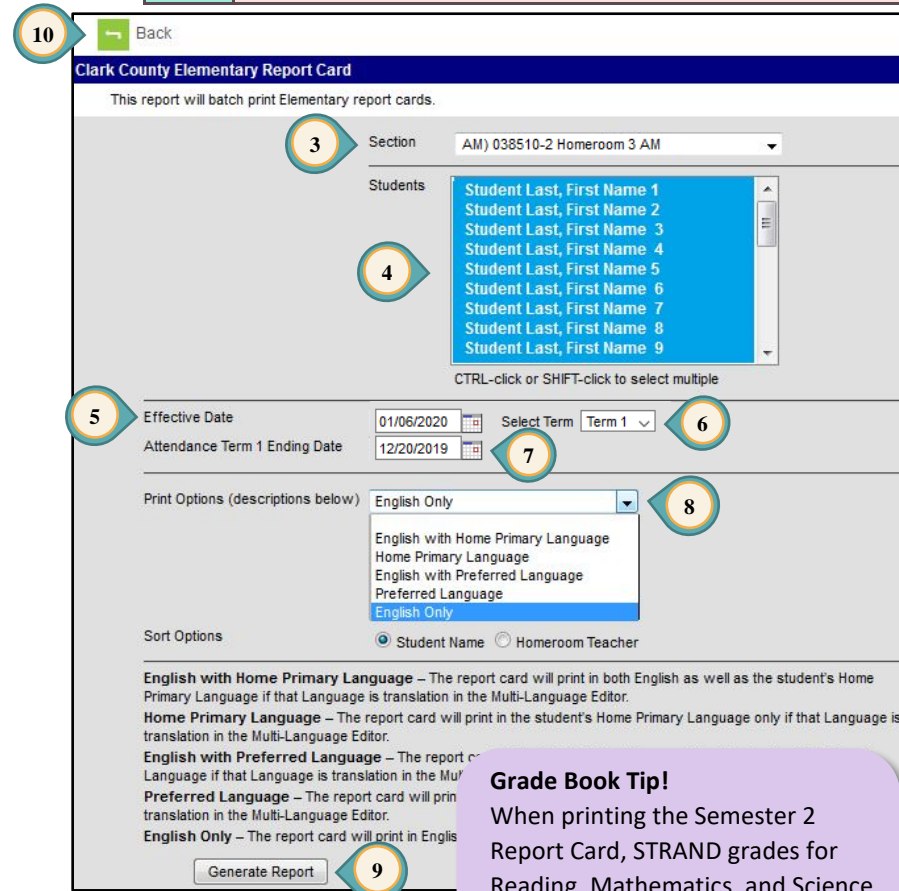 10 Back
Clark County Elementary Report Card
This report will batch print Elementary report cards.
3 Section AM) 038510-2 Homeroom 3 AM
Students
Student Last, First Name 1
Student Last, First Name 2
Student Last, First Name 3
Student Last, First Name 4
4 Student Last, First Name 5
Student Last, First Name 6
Student Last, First Name 7
Student Last, First Name 8
Student Last, First Name 9
CTRL-click or SHIFT-click to select multiple
5 Effective Date 01/06/2020 Select Term Term 1 6
Attendance Term 1 Ending Date 12/20/2019 7
Print Options (descriptions below) English Only 8
English with Home Primary Language
Home Primary Language
English with Preferred Language
Preferred Language
English Only
Sort Options Student Name Homeroom Teacher
English with Home Primary Language – The report card will print in both English as well as the student's Home
Primary Language if that Language is translation in the Multi-Language Editor.
Home Primary Language – The report card will print in the student's Home Primary Language only if that Language is
translation in the Multi-Language Editor.
English with Preferred Language – The report
Language if that Language is translation in the
Preferred Language – The report card will
translation in the Multi-Language Editor.
English Only – The report card will print in
Generate Report 9
Grade Book Tip!
When printing the Semester 2
Report Card, STRAND grades for
Reading, Mathematics, and Science